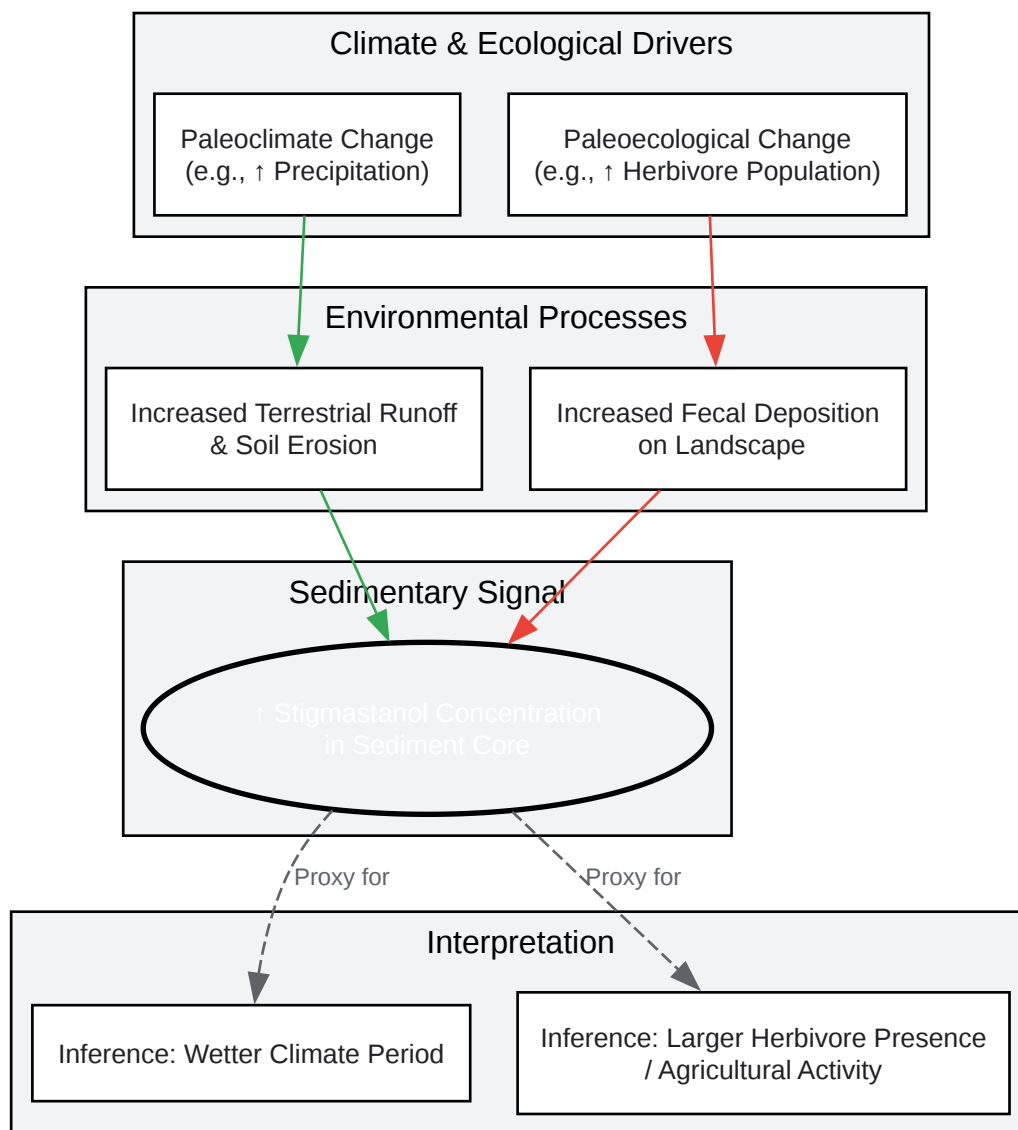 Climate & Ecological Drivers
Paleoclimate Change
(e.g., ↑ Precipitation)
Paleoecological Change
(e.g., ↑ Herbivore Population)
Environmental Processes
Increased Terrestrial Runoff
& Soil Erosion
Increased Fecal Deposition
on Landscape
Sedimentary Signal
↑ Stigmastanol Concentration
in Sediment Core
Proxy for
Proxy for
Interpretation
Inference: Wetter Climate Period
Inference: Larger Herbivore Presence
/ Agricultural Activity